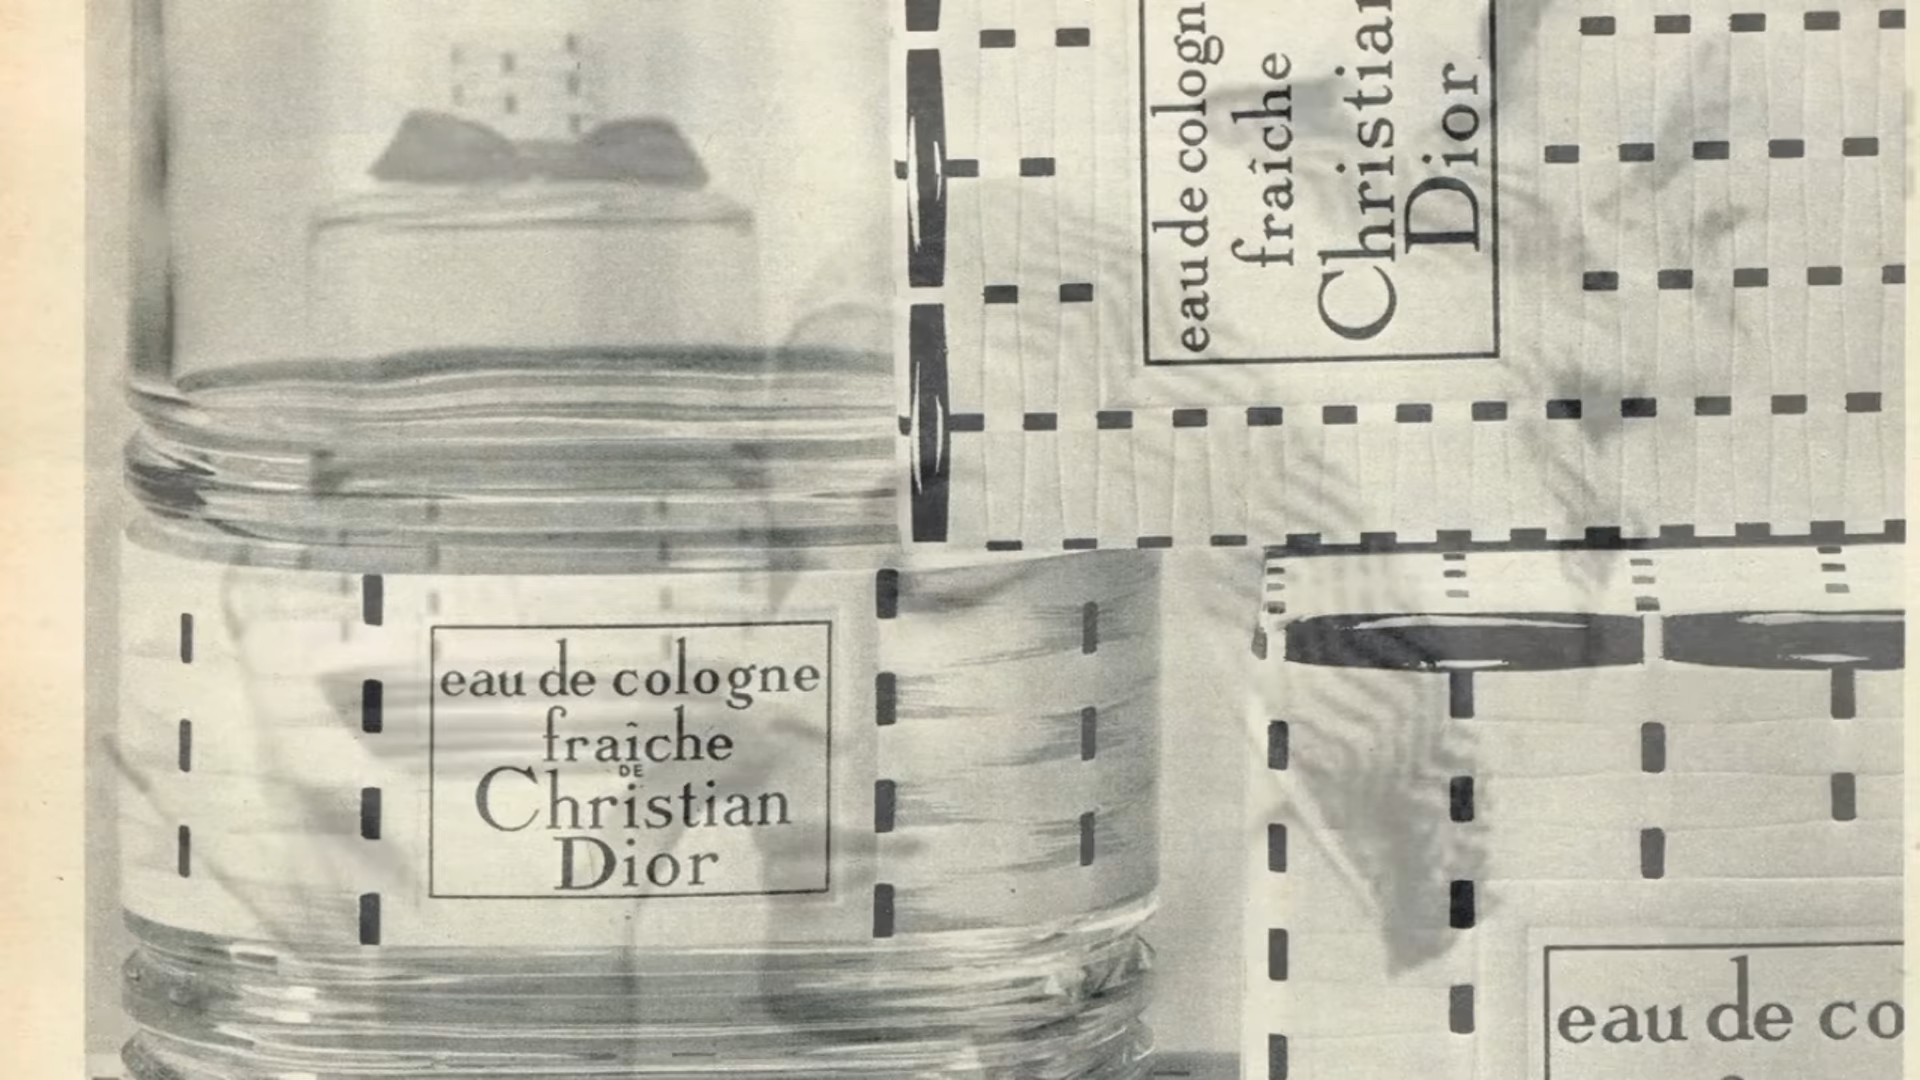 eau de cologne
fraîche
DE
Christian
Dior
eau de cologn
fraîche
Christian
Dior
eau de co